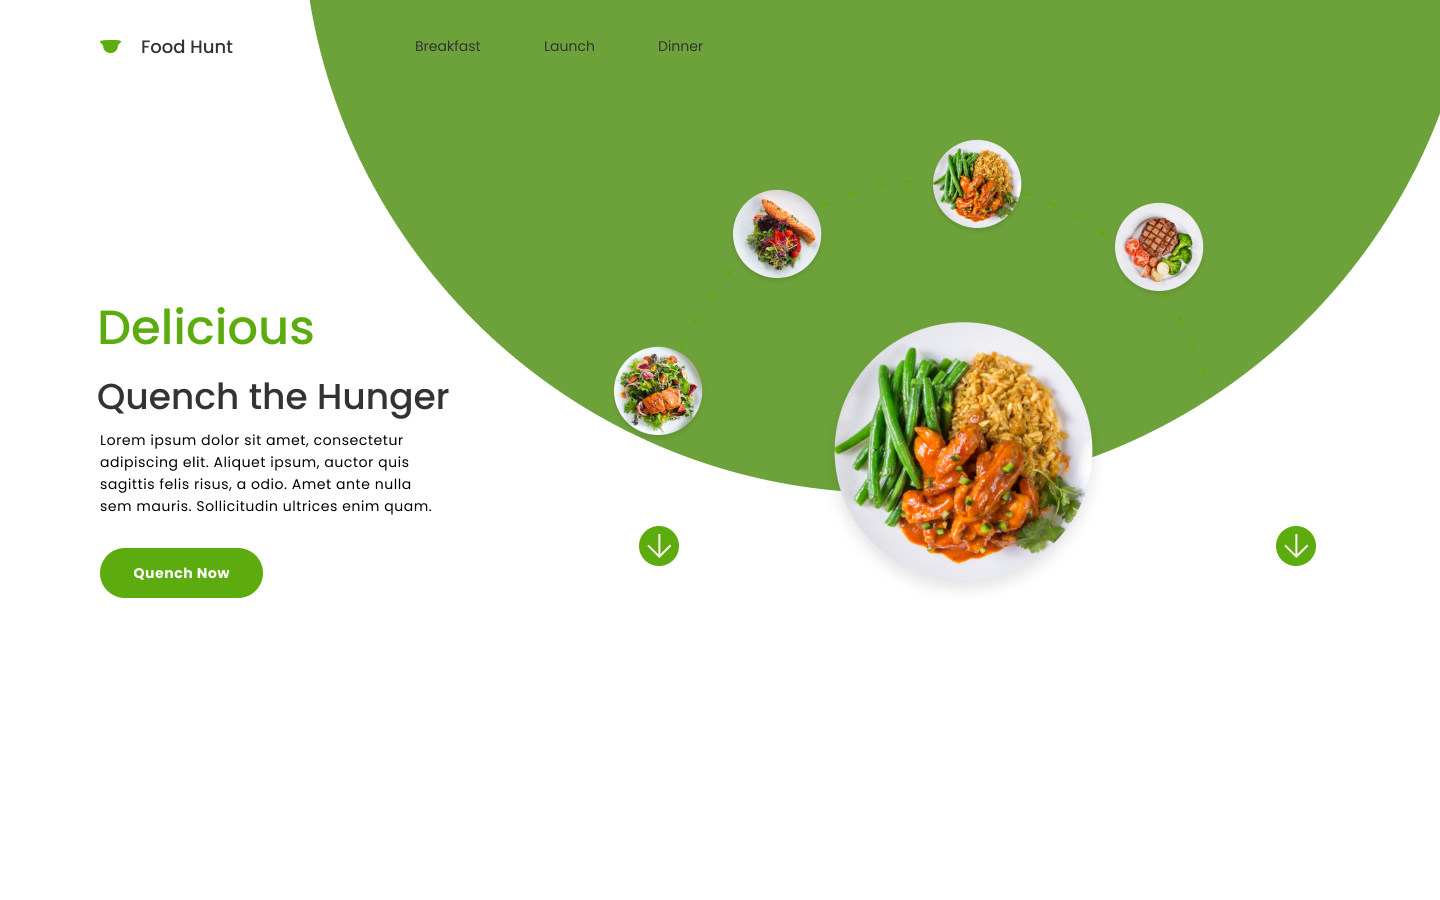 Food Hunt
Breakfast
Launch
Dinner
Delicious
Quench the Hunger
Lorem ipsum dolor sit amet, consectetur
adipiscing elit. Aliquet ipsum, auctor quis
sagittis felis risus, a odio. Amet ante nulla
sem mauris. Sollicitudin ultrices enim quam.
Quench Now